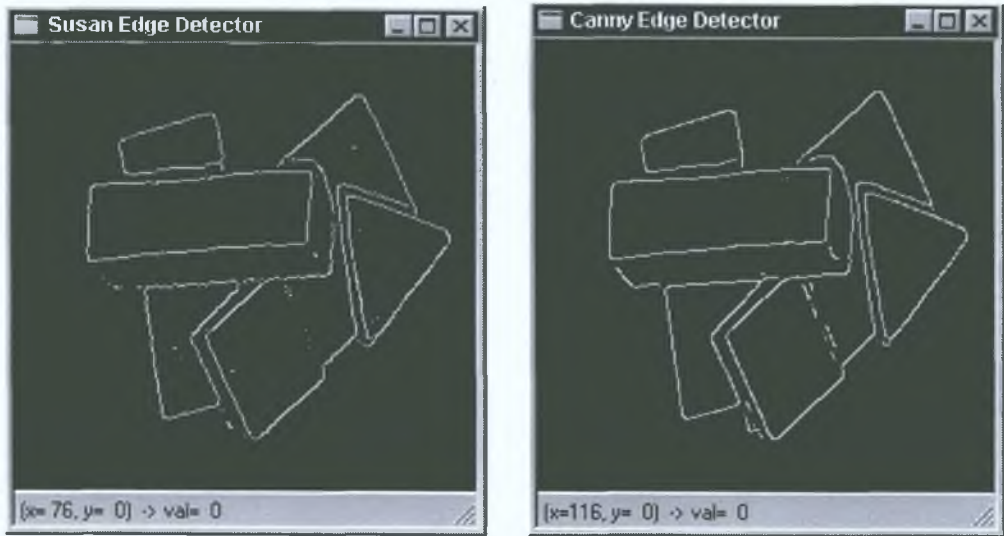 Susan Edge Detector
Canny Edge Detector
(x= 76, y= 0) -> val= 0
(x=116, y= 0) -> val= 0